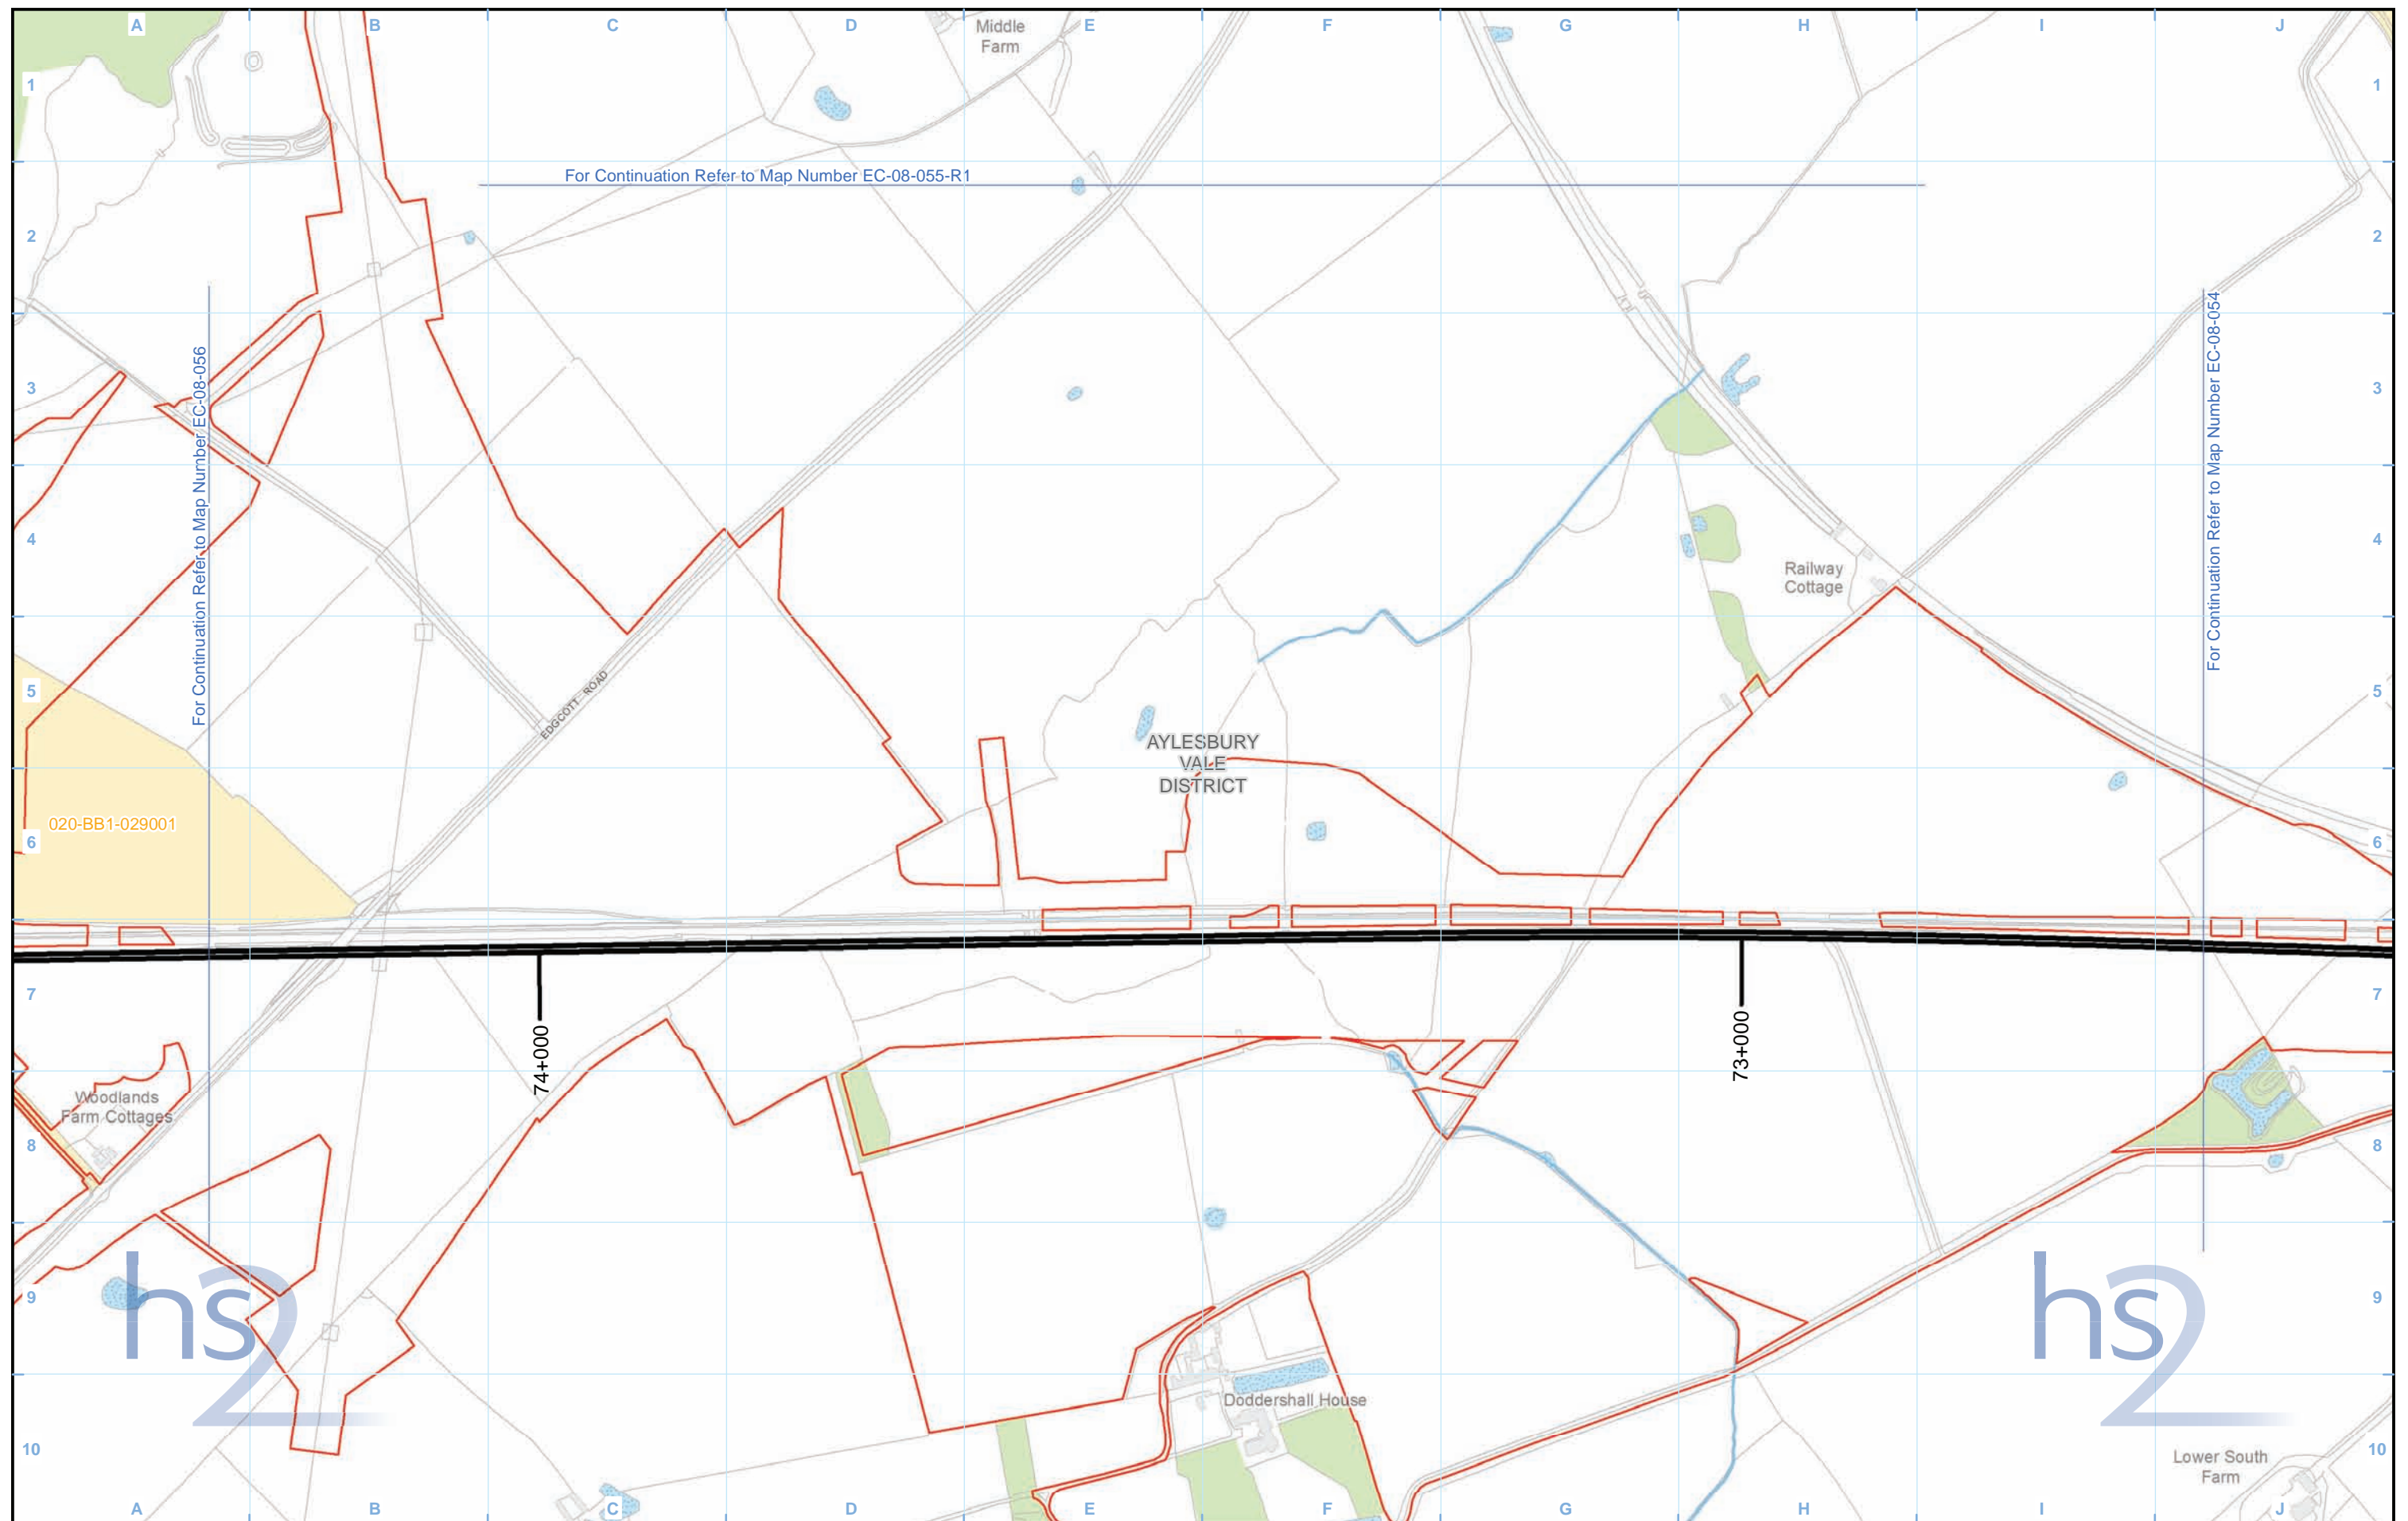 A B C D E F G H I J
Middle
Farm
1 1
For Continuation Refer to Map Number EC-08-055-R1
2 2
For Continuation Refer to Map Number EC-08-056
For Continuation Refer to Map Number EC-08-054
3 3
4 4
Railway
Cottage
EDGCOTT ROAD
5 5
AYLESBURY
VALE
DISTRICT
020-BB1-029001
6 6
7 7
74+000
73+000
Woodlands
Farm Cottages
8 8
9 9
hs2
hs2
Doddershall House
10 10
Lower South
Farm
A B C D E F G H I J